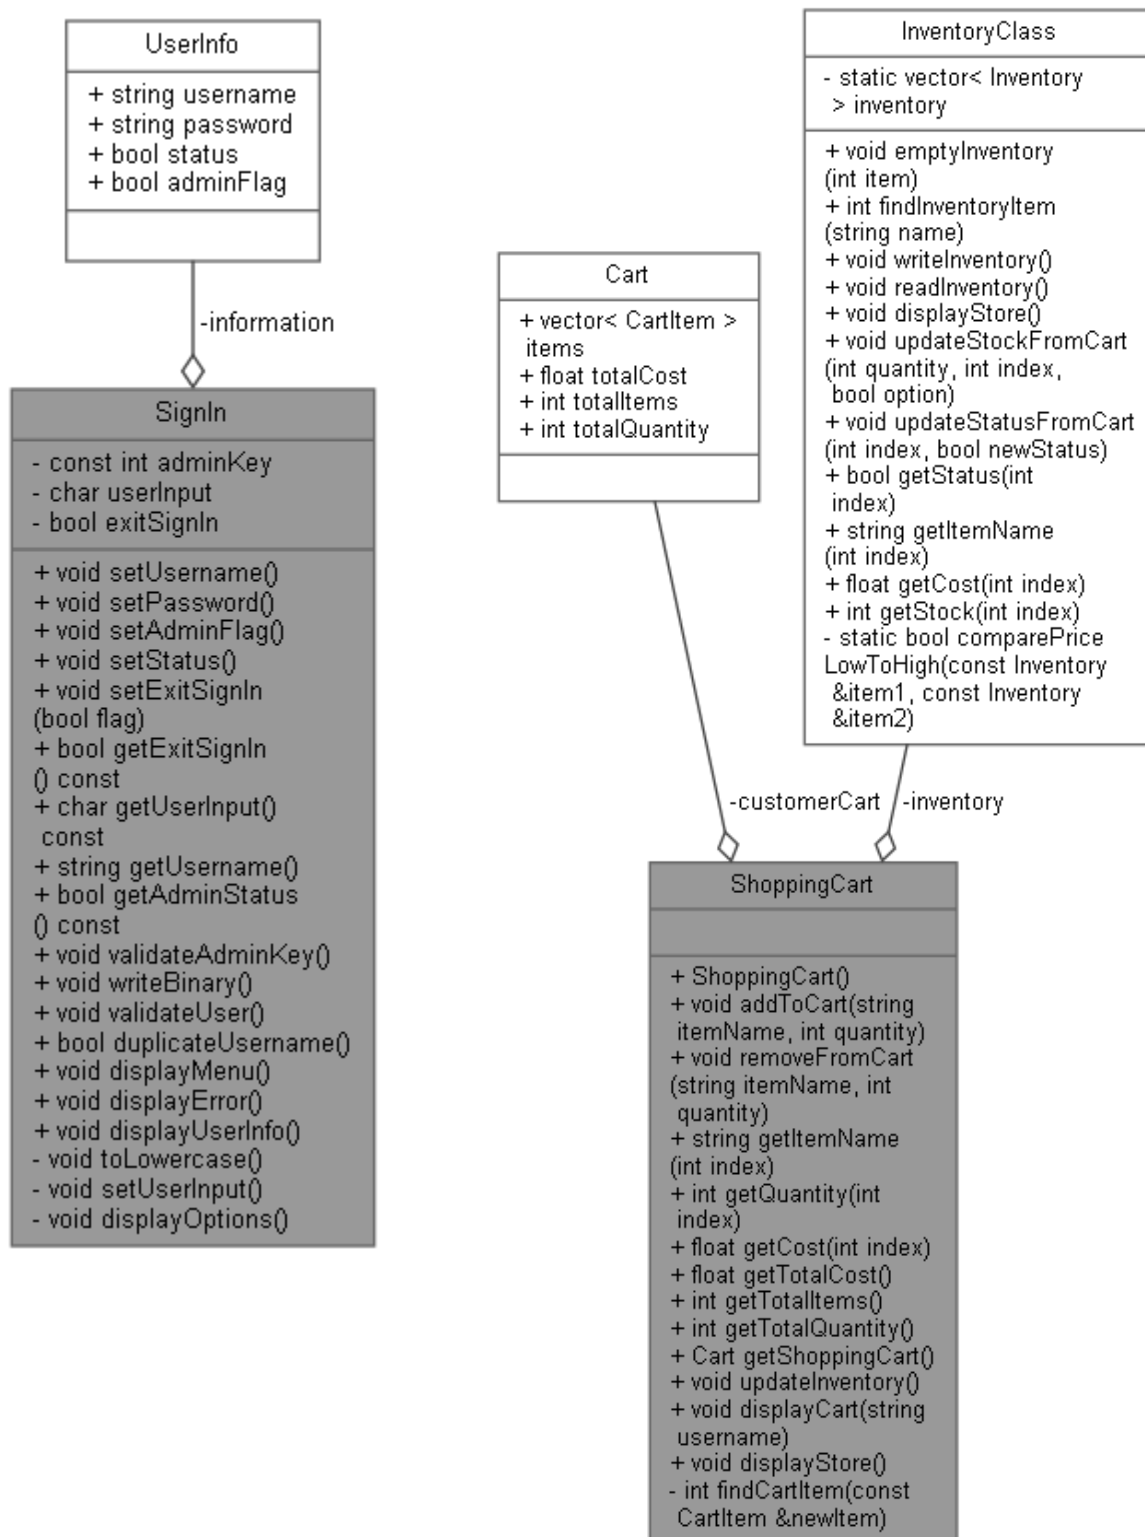 UserInfo
+ string username
+ string password
+ bool status
+ bool adminFlag
-information
SignIn
- const int adminKey
- char userInput
- bool exitSignIn
+ void setUsername()
+ void setPassword()
+ void setAdminFlag()
+ void setStatus()
+ void setExitSignIn
(bool flag)
+ bool getExitSignIn
() const
+ char getUserInput()
const
+ string getUsername()
+ bool getAdminStatus
() const
+ void validateAdminKey()
+ void writeBinary()
+ void validateUser()
+ bool duplicateUsername()
+ void displayMenu()
+ void displayError()
+ void displayUserInfo()
- void toLowercase()
- void setUserInput()
- void displayOptions()
Cart
+ vector< CartItem >
items
+ float totalCost
+ int totalItems
+ int totalQuantity
-customerCart
InventoryClass
- static vector< Inventory
> inventory
+ void emptyInventory
(int item)
+ int findInventoryItem
(string name)
+ void writeInventory()
+ void readInventory()
+ void displayStore()
+ void updateStockFromCart
(int quantity, int index,
bool option)
+ void updateStatusFromCart
(int index, bool newStatus)
+ bool getStatus(int
index)
+ string getItemName
(int index)
+ float getCost(int index)
+ int getStock(int index)
- static bool comparePrice
LowToHigh(const Inventory
&item1, const Inventory
&item2)
-inventory
ShoppingCart
+ ShoppingCart()
+ void addToCart(string
itemName, int quantity)
+ void removeFromCart
(string itemName, int
quantity)
+ string getItemName
(int index)
+ int getQuantity(int
index)
+ float getCost(int index)
+ float getTotalCost()
+ int getTotalItems()
+ int getTotalQuantity()
+ Cart getShoppingCart()
+ void updateInventory()
+ void displayCart(string
username)
+ void displayStore()
- int findCartItem(const
CartItem &newItem)